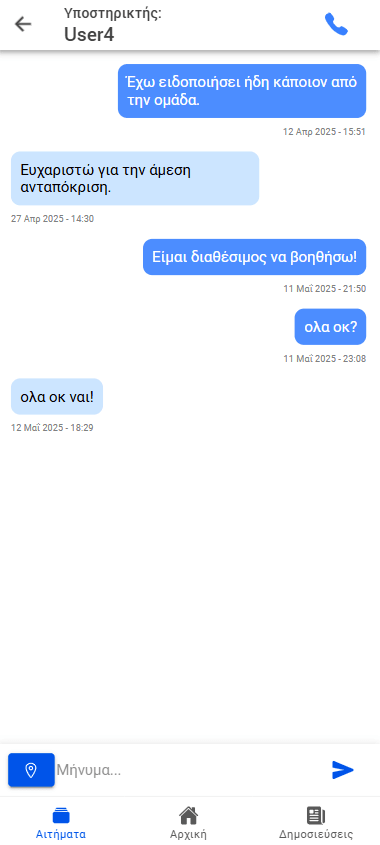 Υποστηρικτής:
User4
Έχω ειδοποιήσει ήδη κάποιον από
την ομάδα.
12 Απρ 2025 - 15:51
Ευχαριστώ για την άμεση
ανταπόκριση.
27 Απρ 2025 - 14:30
Είμαι διαθέσιμος να βοηθήσω!
11 Μαΐ 2025 - 21:50
ολα οκ?
11 Μαΐ 2025 - 23:08
ολα οκ ναι!
12 Μαΐ 2025 - 18:29
Μήνυμα...
Αιτήματα
Αρχική
Δημοσιεύσεις